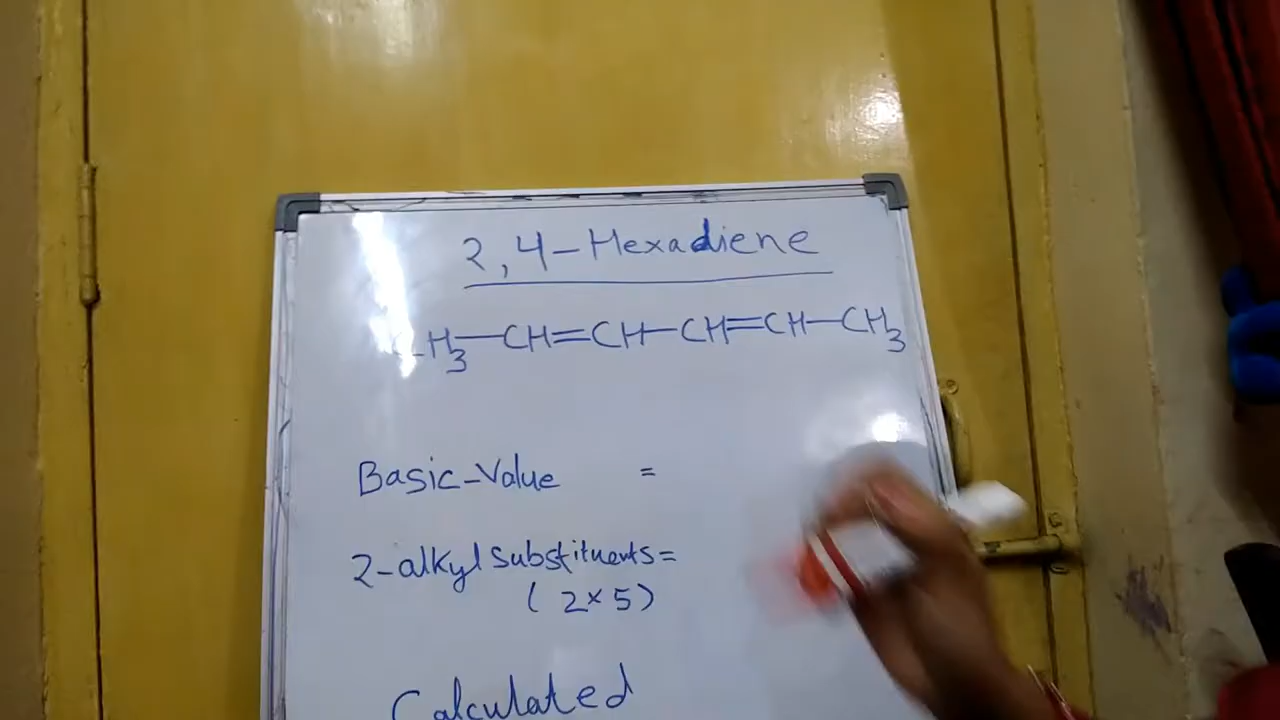 2,4-Hexadiene
CH3-CH=CH-CH=CH-CH3
Basic-Value =
2-alkyl substituents=
(2×5)
Calculated